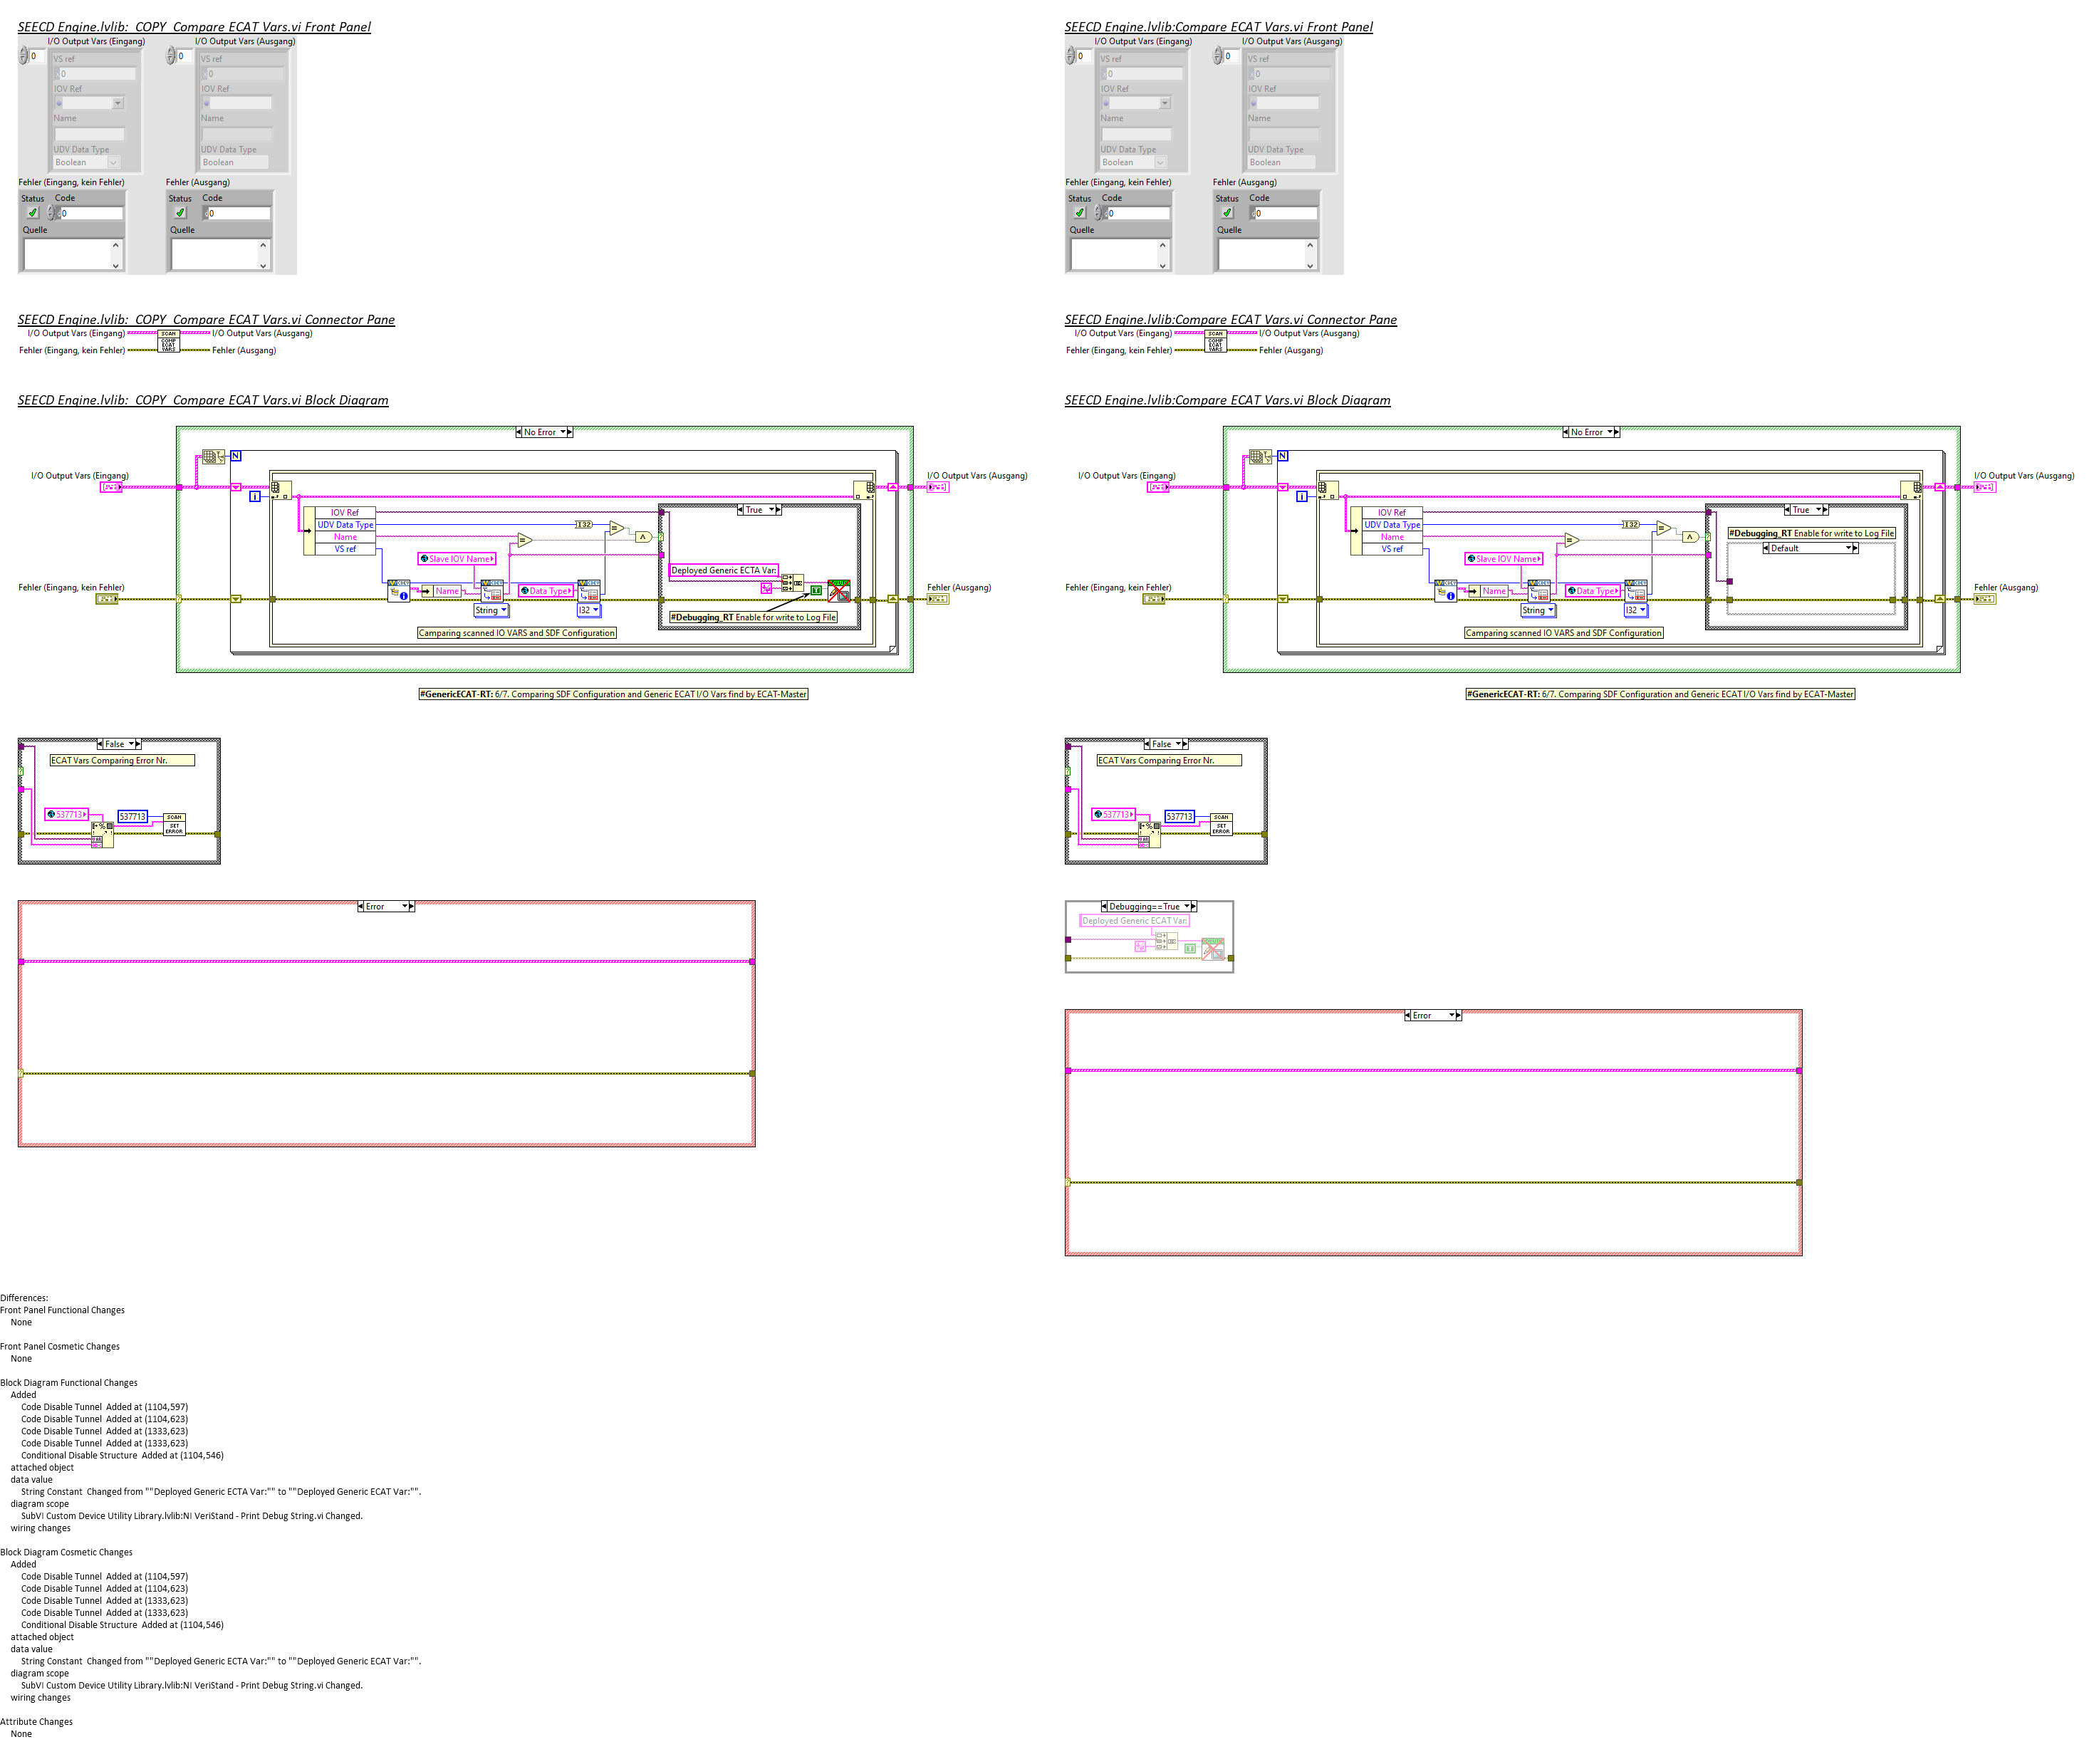 SEECD Engine.lvlib:_COPY_Compare ECAT Vars.vi Front Panel
I/O Output Vars (Eingang)
I/O Output Vars (Ausgang)
0
VS ref
0
IOV Ref
Name
UDV Data Type
Boolean
0
VS ref
0
IOV Ref
Name
UDV Data Type
Boolean
Fehler (Eingang, kein Fehler)
Fehler (Ausgang)
Status
Code
0
Quelle
Status
Code
0
Quelle
SEECD Engine.lvlib:_COPY_Compare ECAT Vars.vi Connector Pane
I/O Output Vars (Eingang)
SCAN
I/O Output Vars (Ausgang)
COMP
ECAT
VARS
Fehler (Eingang, kein Fehler)
Fehler (Ausgang)
SEECD Engine.lvlib:_COPY_Compare ECAT Vars.vi Block Diagram
No Error
N
I/O Output Vars (Eingang)
I/O Output Vars (Ausgang)
i
IOV Ref
UDV Data Type
Name
VS ref
I32
True
Slave IOV Name
Deployed Generic ECTA Var:
Fehler (Eingang, kein Fehler)
Fehler (Ausgang)
Name
Data Type
String
I32
#Debugging_RT Enable for write to Log File
Camparing scanned IO VARS and SDF Configuration
#GenericECAT-RT: 6/7. Comparing SDF Configuration and Generic ECAT I/O Vars find by ECAT-Master
False
ECAT Vars Comparing Error Nr.
537713
537713
SCAN
SET
ERROR
Error
SEECD Engine.lvlib:Compare ECAT Vars.vi Front Panel
I/O Output Vars (Eingang)
I/O Output Vars (Ausgang)
0
VS ref
0
IOV Ref
Name
UDV Data Type
Boolean
0
VS ref
0
IOV Ref
Name
UDV Data Type
Boolean
Fehler (Eingang, kein Fehler)
Fehler (Ausgang)
Status
Code
0
Quelle
Status
Code
0
Quelle
SEECD Engine.lvlib:Compare ECAT Vars.vi Connector Pane
I/O Output Vars (Eingang)
SCAN
I/O Output Vars (Ausgang)
COMP
ECAT
VARS
Fehler (Eingang, kein Fehler)
Fehler (Ausgang)
SEECD Engine.lvlib:Compare ECAT Vars.vi Block Diagram
No Error
N
I/O Output Vars (Eingang)
I/O Output Vars (Ausgang)
i
IOV Ref
UDV Data Type
Name
VS ref
I32
True
#Debugging_RT Enable for write to Log File
Default
Slave IOV Name
Fehler (Eingang, kein Fehler)
Fehler (Ausgang)
Name
Data Type
String
I32
Camparing scanned IO VARS and SDF Configuration
#GenericECAT-RT: 6/7. Comparing SDF Configuration and Generic ECAT I/O Vars find by ECAT-Master
False
ECAT Vars Comparing Error Nr.
537713
537713
SCAN
SET
ERROR
Debugging==True
Deployed Generic ECAT Var:
Error
Differences:
Front Panel Functional Changes
None
Front Panel Cosmetic Changes
None
Block Diagram Functional Changes
Added
Code Disable Tunnel  Added at (1104,597)
Code Disable Tunnel  Added at (1104,623)
Code Disable Tunnel  Added at (1333,623)
Code Disable Tunnel  Added at (1333,623)
Conditional Disable Structure  Added at (1104,546)
attached object
data value
String Constant  Changed from ""Deployed Generic ECTA Var:"" to ""Deployed Generic ECAT Var:"".
diagram scope
SubVI Custom Device Utility Library.lvlib:NI VeriStand - Print Debug String.vi Changed.
wiring changes
Block Diagram Cosmetic Changes
Added
Code Disable Tunnel  Added at (1104,597)
Code Disable Tunnel  Added at (1104,623)
Code Disable Tunnel  Added at (1333,623)
Code Disable Tunnel  Added at (1333,623)
Conditional Disable Structure  Added at (1104,546)
attached object
data value
String Constant  Changed from ""Deployed Generic ECTA Var:"" to ""Deployed Generic ECAT Var:"".
diagram scope
SubVI Custom Device Utility Library.lvlib:NI VeriStand - Print Debug String.vi Changed.
wiring changes
Attribute Changes
None